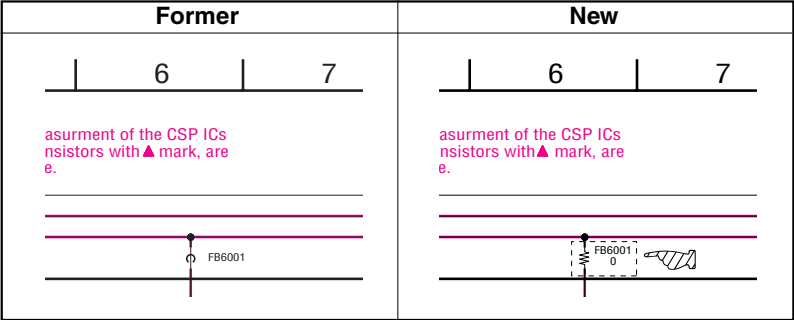 Former
New
6 7
6 7
asurment of the CSP ICs
nsistors with▲ mark, are
e.
asurment of the CSP ICs
nsistors with▲ mark, are
e.
FB6001
FB6001
0